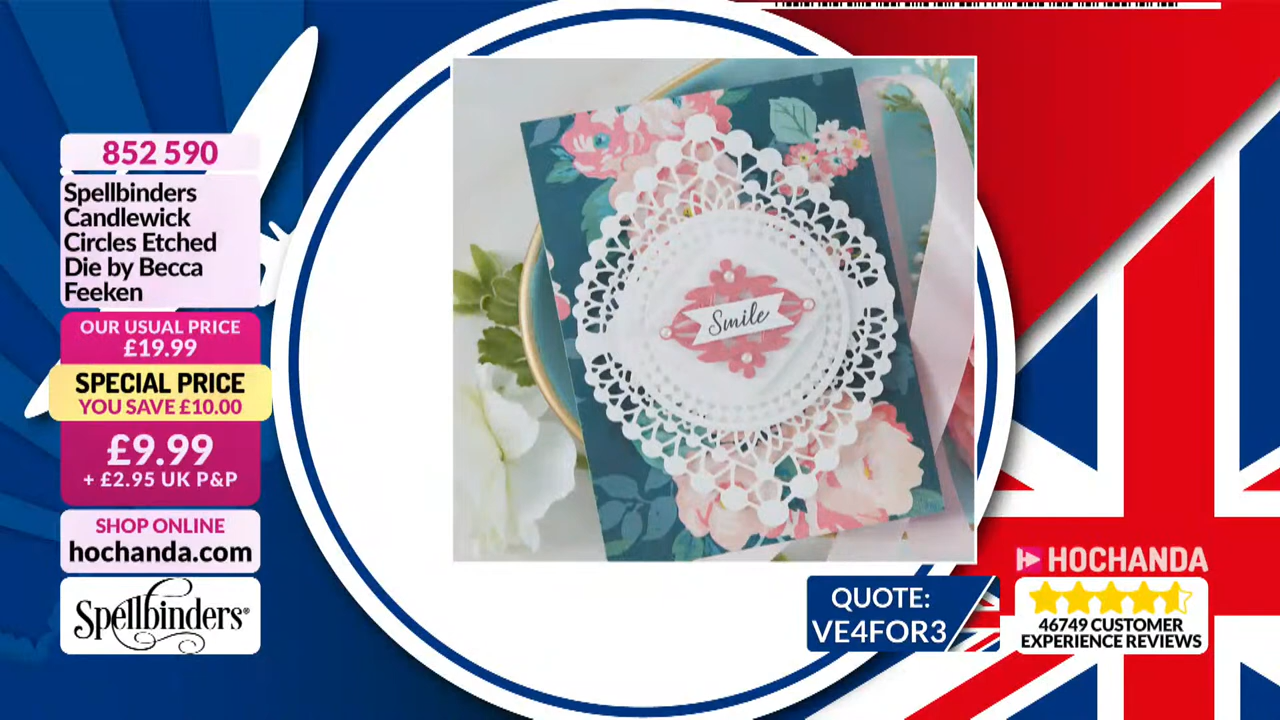 852 590
Spellbinders
Candlewick
Circles Etched
Die by Becca
Feeken
OUR USUAL PRICE
£19.99
SPECIAL PRICE
YOU SAVE £10.00
£9.99
+ £2.95 UK P&P
SHOP ONLINE
hochanda.com
Spellbinders®
Smile
QUOTE:
VE4FOR3
HOCHANDA
46749 CUSTOMER
EXPERIENCE REVIEWS